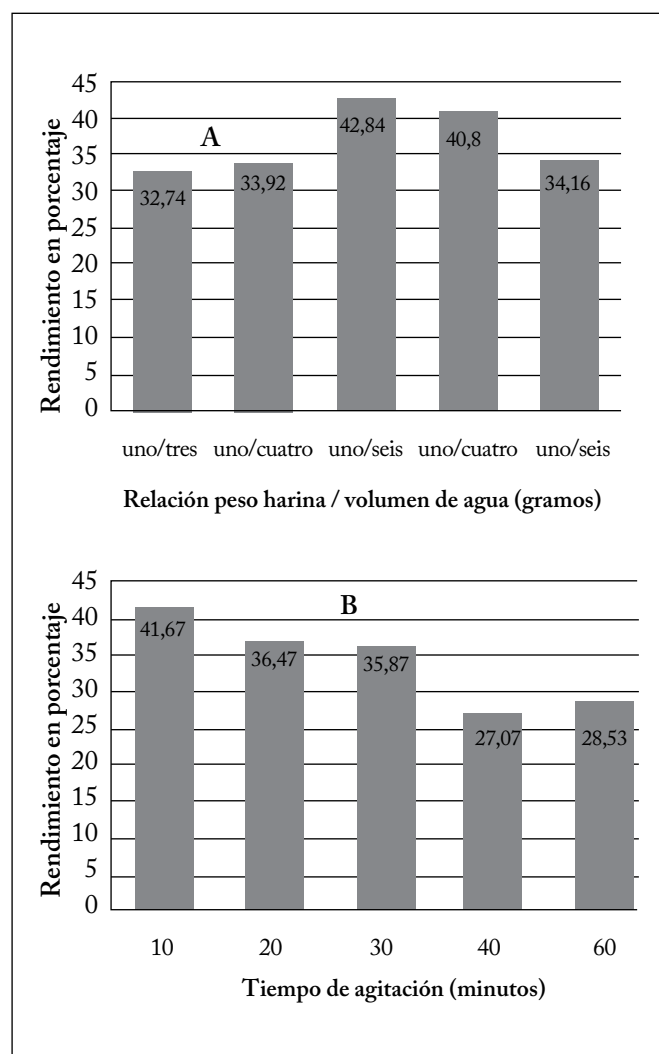 45
40
35
30
25
20
15
10
5
0
Rendimiento en porcentaje
A
32,74 33,92 42,84 40,8 34,16
uno/tres uno/cuatro uno/seis uno/cuatro uno/seis
Relación peso harina / volumen de agua (gramos)
45
40
35
30
25
20
15
10
5
0
Rendimiento en porcentaje
B
41,67 36,47 35,87 27,07 28,53
10 20 30 40 60
Tiempo de agitación (minutos)